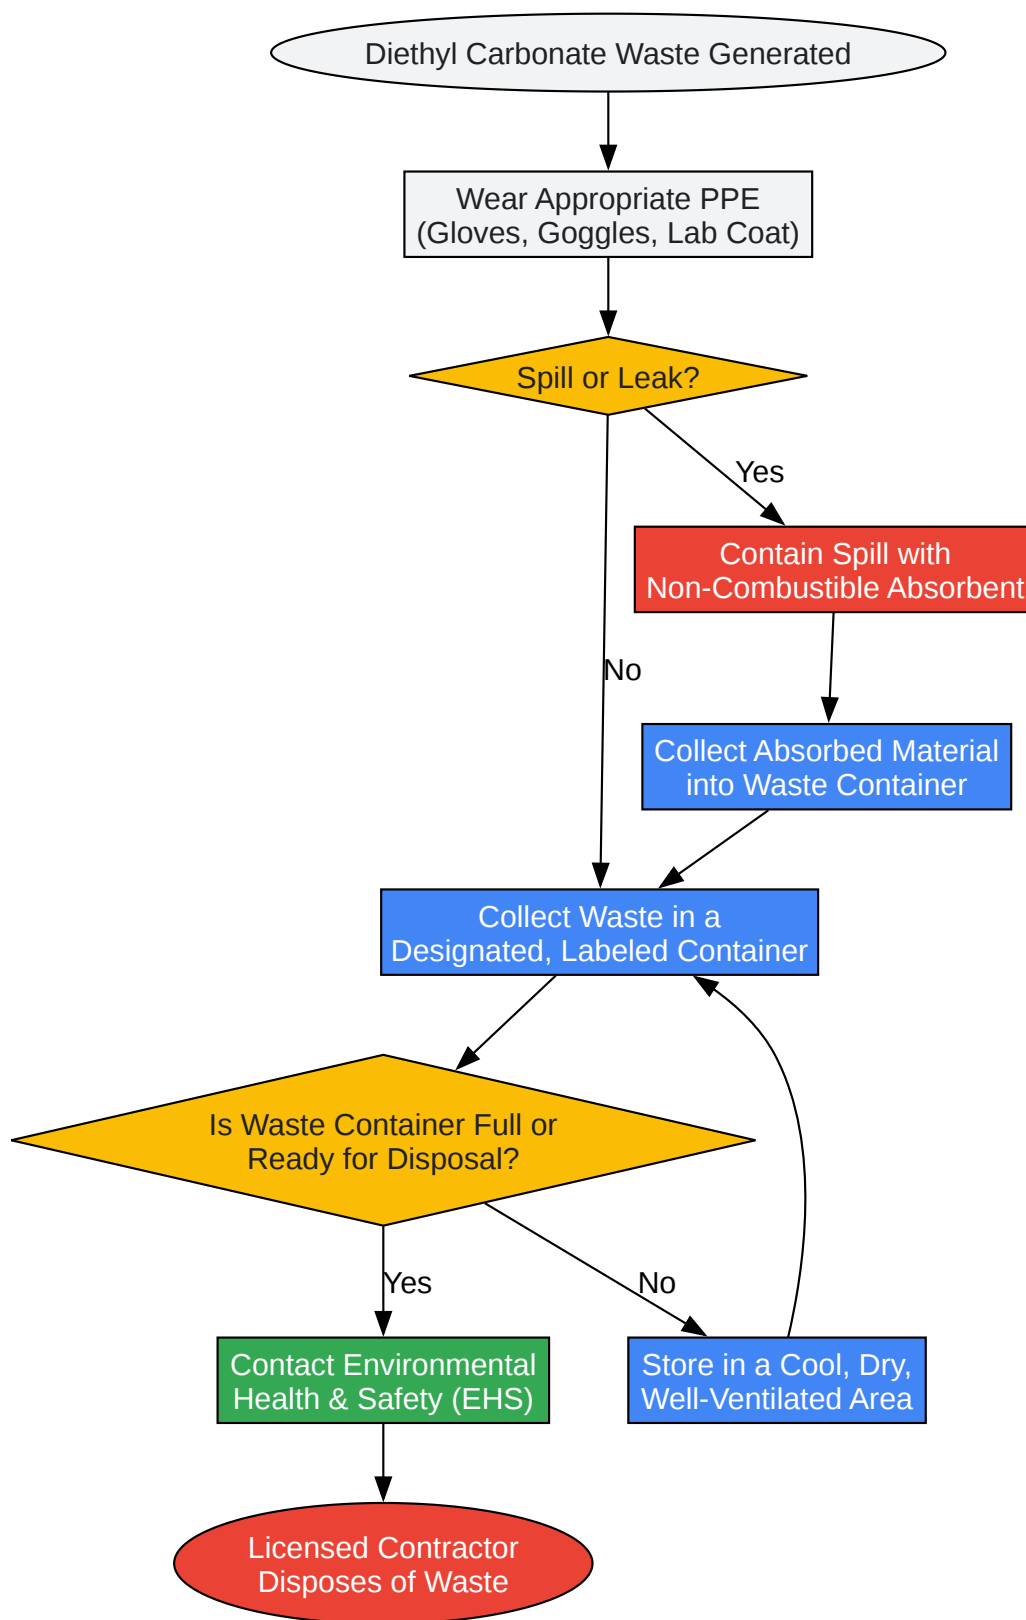 Diethyl Carbonate Waste Generated
Wear Appropriate PPE
(Gloves, Goggles, Lab Coat)
Spill or Leak?
Yes
Contain Spill with
Non-Combustible Absorbent
No
Collect Absorbed Material
into Waste Container
Collect Waste in a
Designated, Labeled Container
Is Waste Container Full or
Ready for Disposal?
Yes
No
Contact Environmental
Health & Safety (EHS)
Store in a Cool, Dry,
Well-Ventilated Area
Licensed Contractor
Disposes of Waste